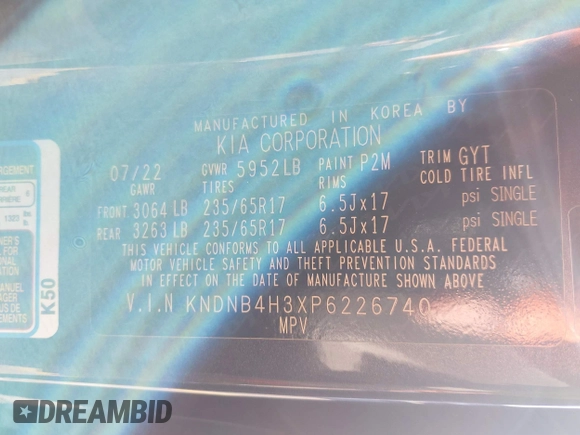 MANUFACTURED IN KOREA BY
KIA CORPORATION
07/22 GVWR 5952LB PAINT P2M TRIM GYT
GAWR TIRES RIMS COLD TIRE INFL
FRONT 3064 LB 235/65R17 6.5Jx17 psi SINGLE
REAR 3263 LB 235/65R17 6.5Jx17 psi SINGLE
THIS VEHICLE CONFORMS TO ALL APPLICABLE U.S.A. FEDERAL
MOTOR VEHICLE SAFETY AND THEFT PREVENTION STANDARDS
IN EFFECT ON THE DATE OF MANUFACTURE SHOWN ABOVE
V.I.N KNDNB4H3XP6226740
MPV
K50
DREAMBID